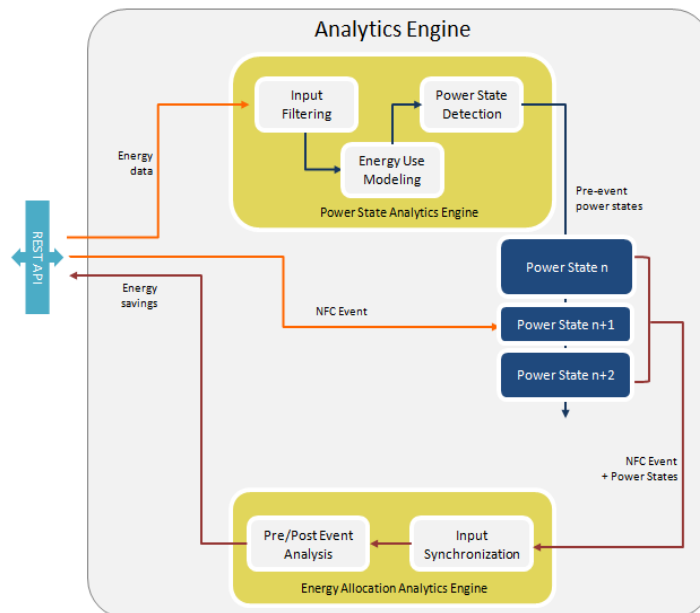 Analytics Engine
Input
Filtering
Power State
Detection
Energy Use
Modeling
Power State Analytics Engine
Energy
data
Pre-event
power states
REST API
Power State n
Energy
savings
NFC Event
Power State n+1
Power State n+2
NFC Event
+ Power States
Pre/Post Event
Analysis
Input
Synchronization
Energy Allocation Analytics Engine